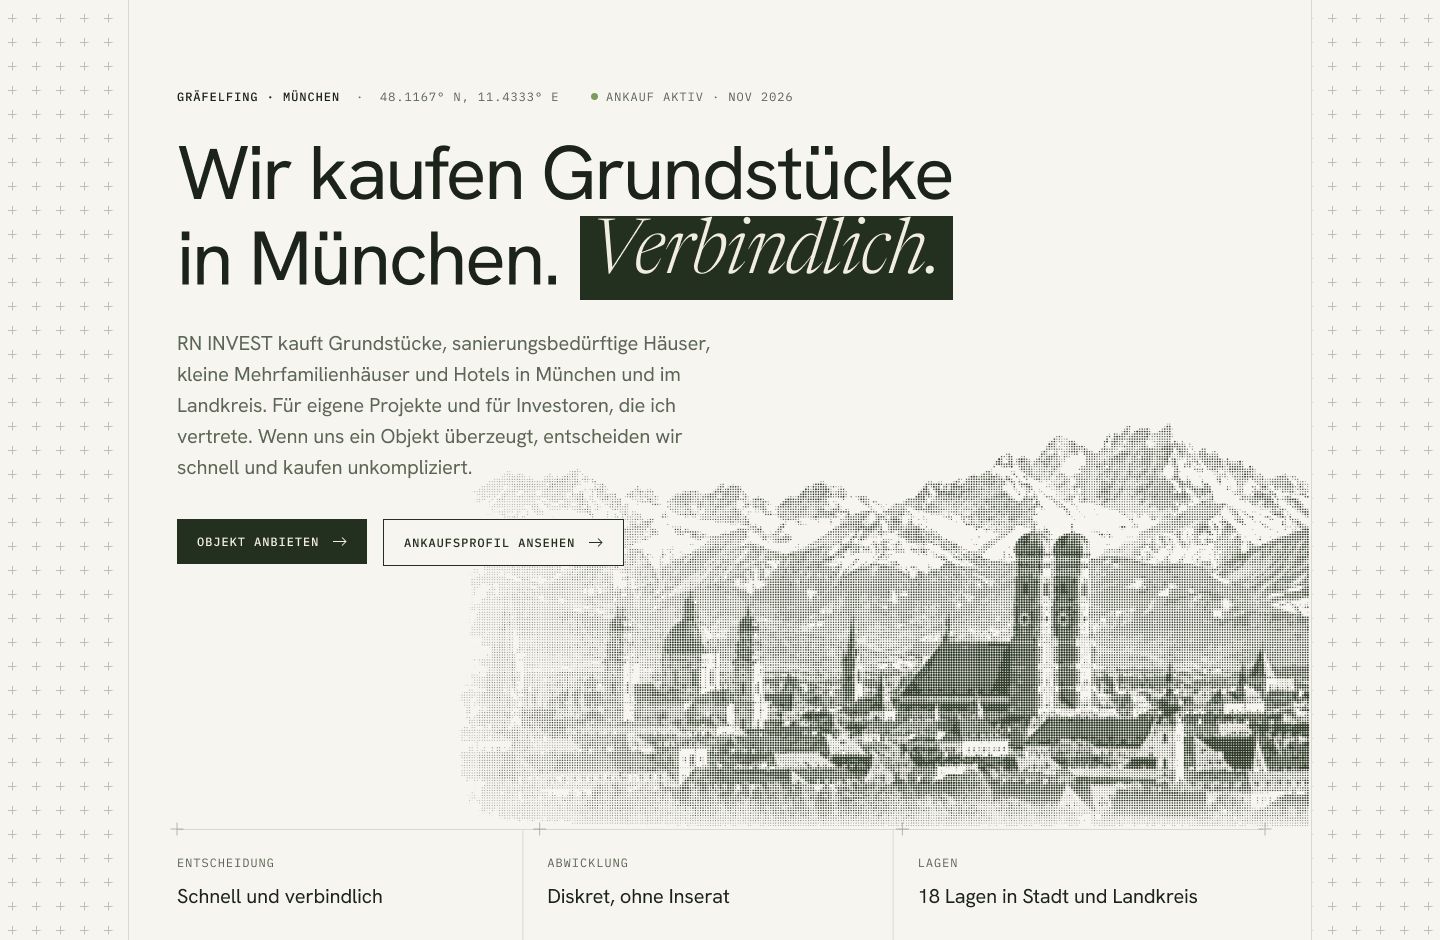 GRÄFELFING · MÜNCHEN · 48.1167° N, 11.4333° E ANKAUF AKTIV · NOV 2026
Wir kaufen Grundstücke
in München. Verbindlich.
RN INVEST kauft Grundstücke, sanierungsbedürftige Häuser,
kleine Mehrfamilienhäuser und Hotels in München und im
Landkreis. Für eigene Projekte und für Investoren, die ich
vertrete. Wenn uns ein Objekt überzeugt, entscheiden wir
schnell und kaufen unkompliziert.
OBJEKT ANBIETEN →
ANKAUFSPROFIL ANSEHEN →
ENTSCHEIDUNG
Schnell und verbindlich
ABWICKLUNG
Diskret, ohne Inserat
LAGEN
18 Lagen in Stadt und Landkreis